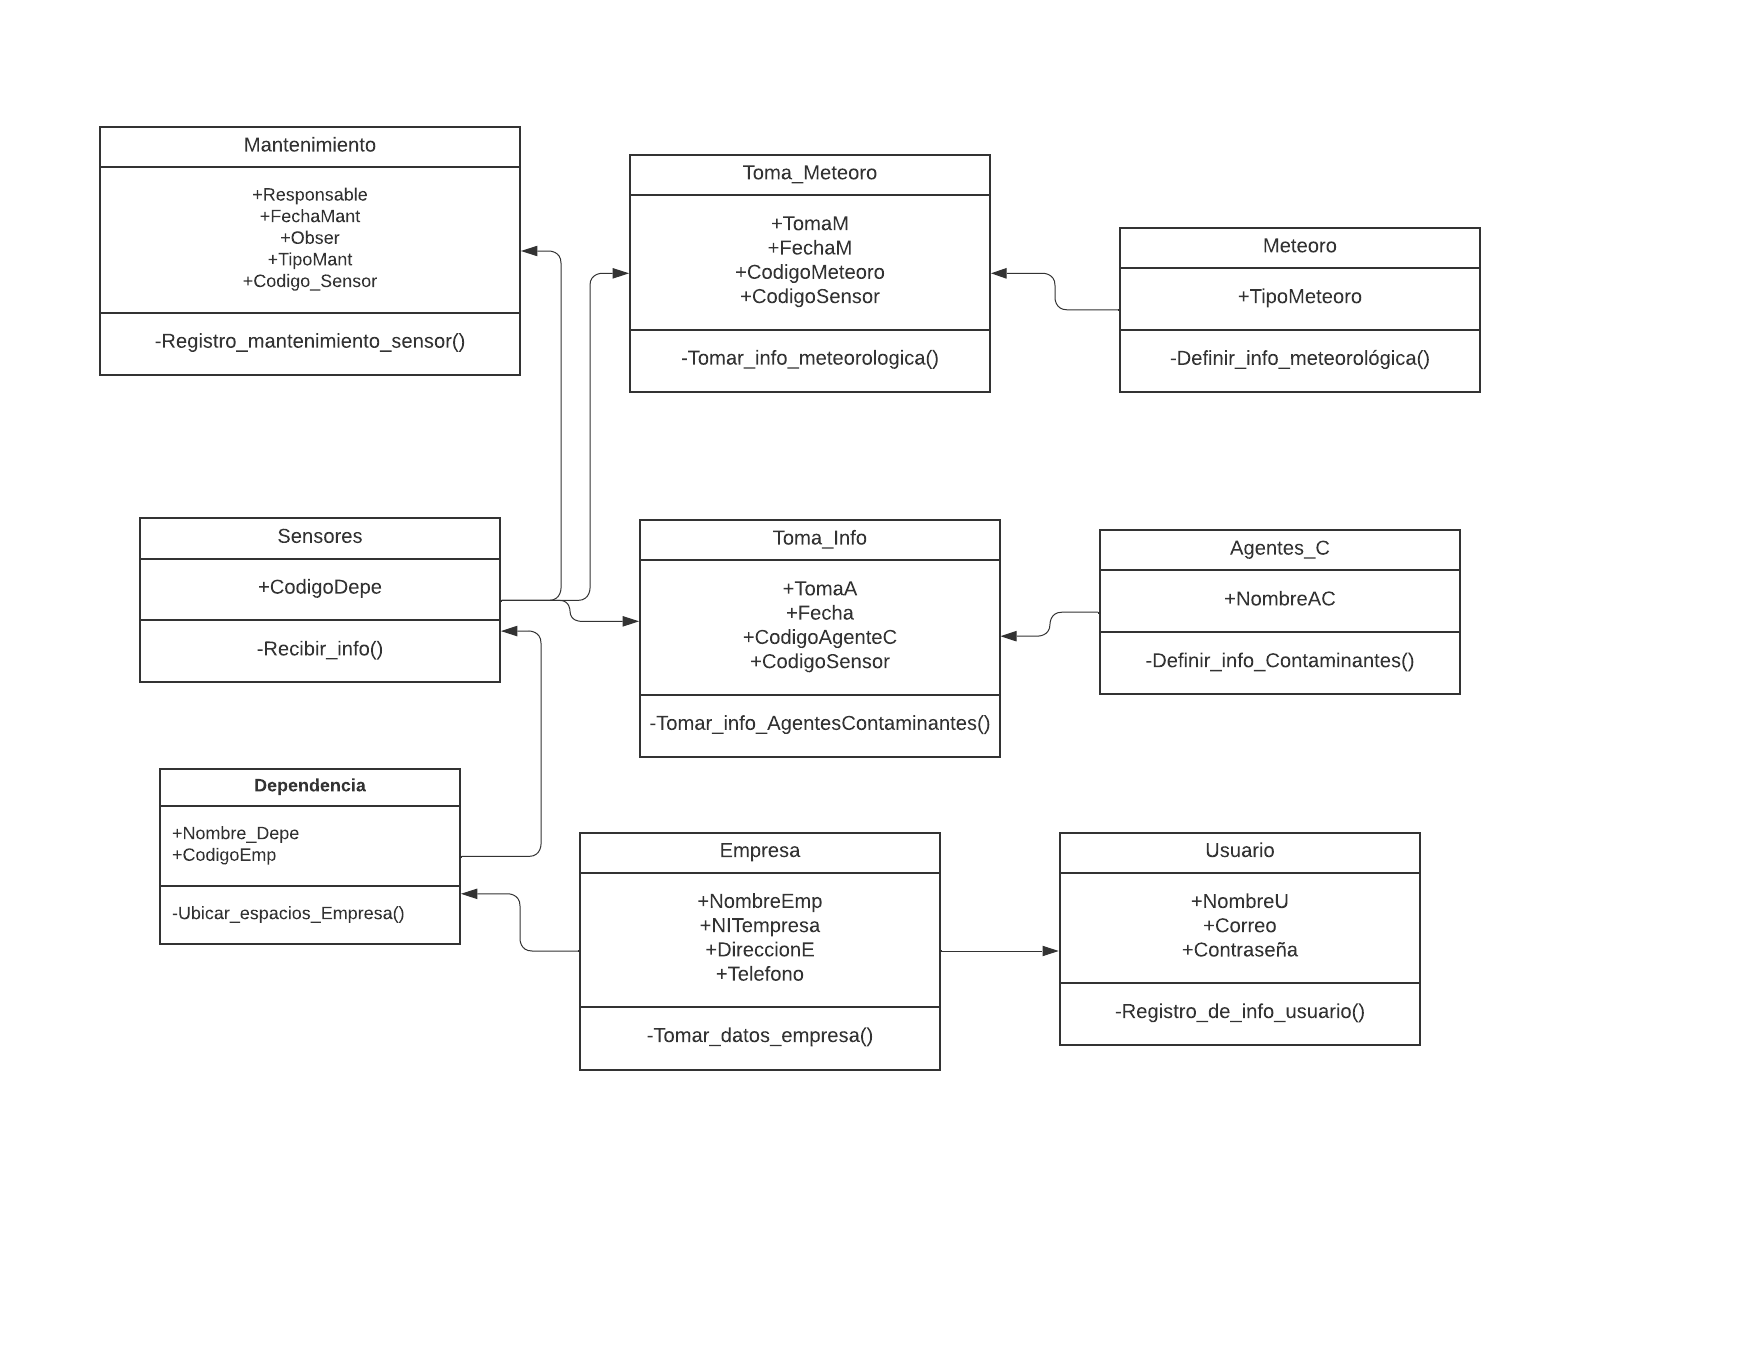 Mantenimiento
+Responsable
+FechaMant
+Obser
+TipoMant
+Codigo_Sensor
-Registro_mantenimiento_sensor()
Toma_Meteoro
+TomaM
+FechaM
+CodigoMeteoro
+CodigoSensor
-Tomar_info_meteorologica()
Meteoro
+TipoMeteoro
-Definir_info_meteorológica()
Sensores
+CodigoDepe
-Recibir_info()
Toma_Info
+TomaA
+Fecha
+CodigoAgenteC
+CodigoSensor
-Tomar_info_AgentesContaminantes()
Agentes_C
+NombreAC
-Definir_info_Contaminantes()
Dependencia
+Nombre_Depe
+CodigoEmp
-Ubicar_espacios_Empresa()
Empresa
+NombreEmp
+NITempresa
+DireccionE
+Telefono
-Tomar_datos_empresa()
Usuario
+NombreU
+Correo
+Contraseña
-Registro_de_info_usuario()